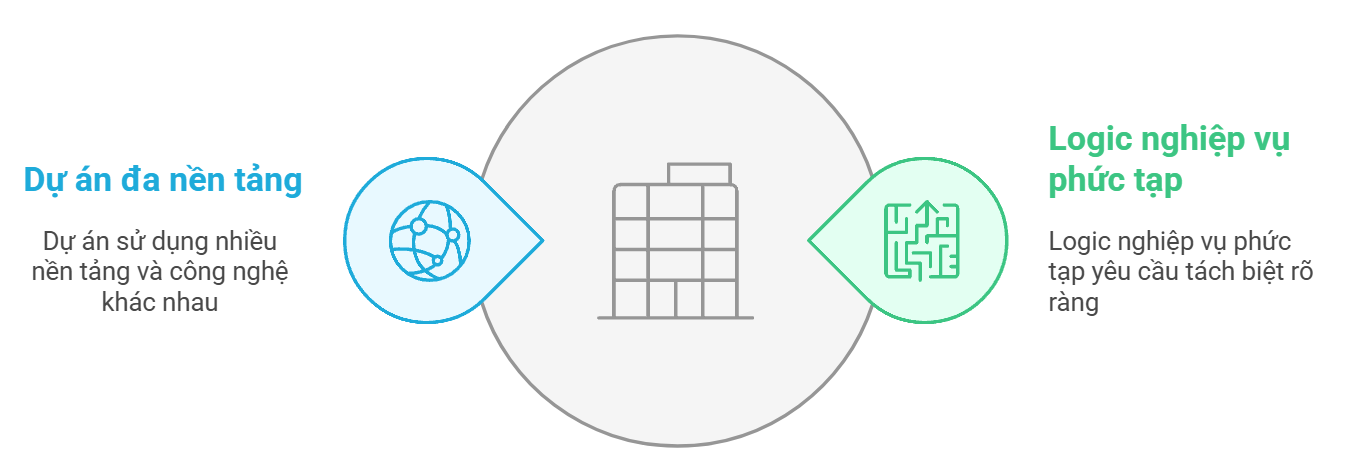 Dự án đa nền tảng
Dự án sử dụng nhiều
nền tảng và công nghệ
khác nhau
Logic nghiệp vụ
phức tạp
Logic nghiệp vụ phức
tạp yêu cầu tách biệt rõ
ràng